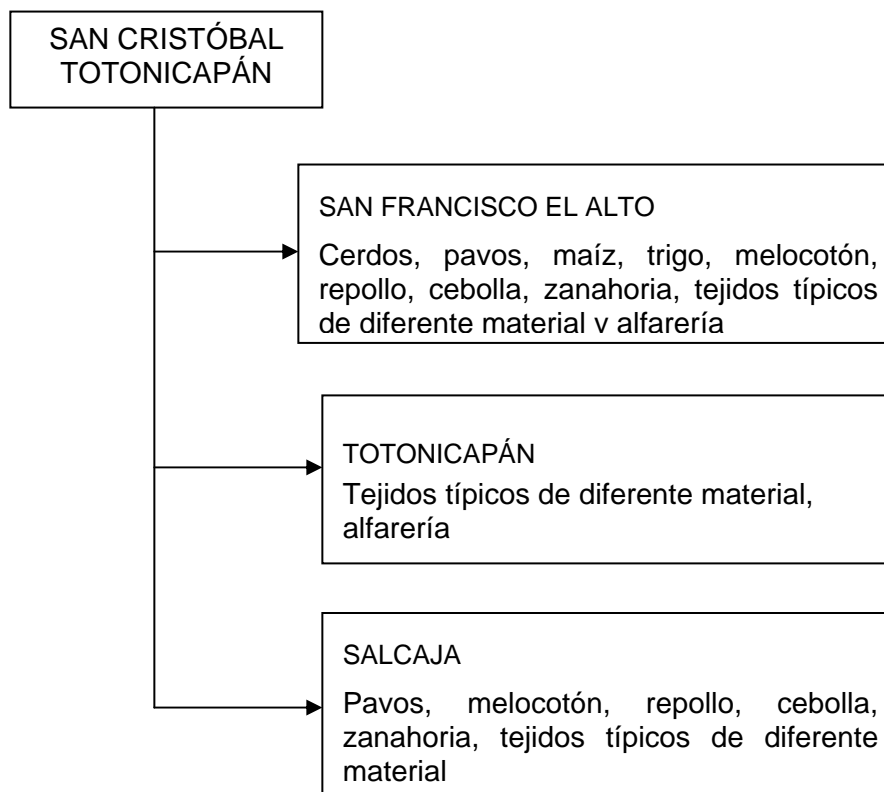 SAN CRISTÓBAL
TOTONICAPÁN
SAN FRANCISCO EL ALTO
Cerdos, pavos, maíz, trigo, melocotón,
repollo, cebolla, zanahoria, tejidos típicos
de diferente material y alfarería
TOTONICAPÁN
Tejidos típicos de diferente material,
alfarería
SALCAJA
Pavos, melocotón, repollo, cebolla,
zanahoria, tejidos típicos de diferente
material